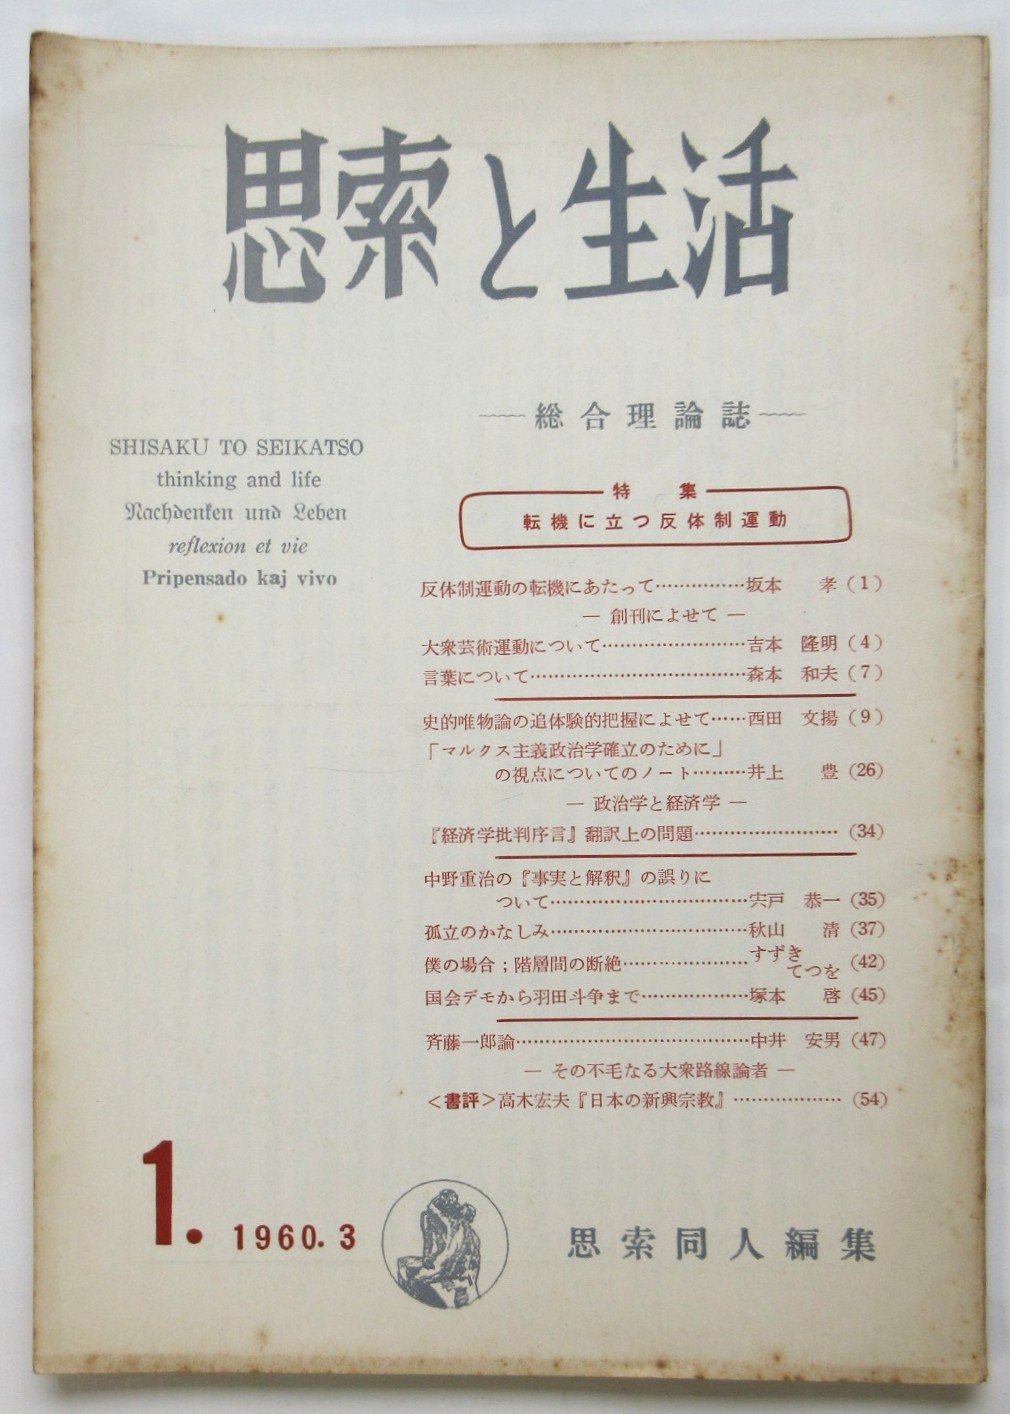 思索と生活
総合理論誌
SHISAKU TO SEIKATSO
thinking and life
Nachdenken und Leben
reflexion et vie
Pripensado kaj vivo
特 集
転機に立つ反体制運動
反体制運動の転機にあたって……………坂本 孝(1)
— 創刊によせて —
大衆芸術運動について……………………吉本 隆明(4)
言葉について………………………………森本 和夫(7)
史的唯物論の追体験的把握によせて……西田 文揚(9)
「マルクス主義政治学確立のために」
の視点についてのノート………井上 豊(26)
— 政治学と経済学 —
『経済学批判序言』翻訳上の問題…………………… (34)
中野重治の『事実と解釈』の誤りに
ついて……………………………宍戸 恭一(35)
孤立のかなしみ……………………………秋山 清(37)
僕の場合；階層間の断絶…………………すずき てつを(42)
国会デモから羽田斗争まで………………塚本 啓(45)
斉藤一郎論…………………………………中井 安男(47)
— その不毛なる大衆路線論者 —
<書評>高木宏夫『日本の新興宗教』……………… (54)
1. 1960. 3
思索同人編集